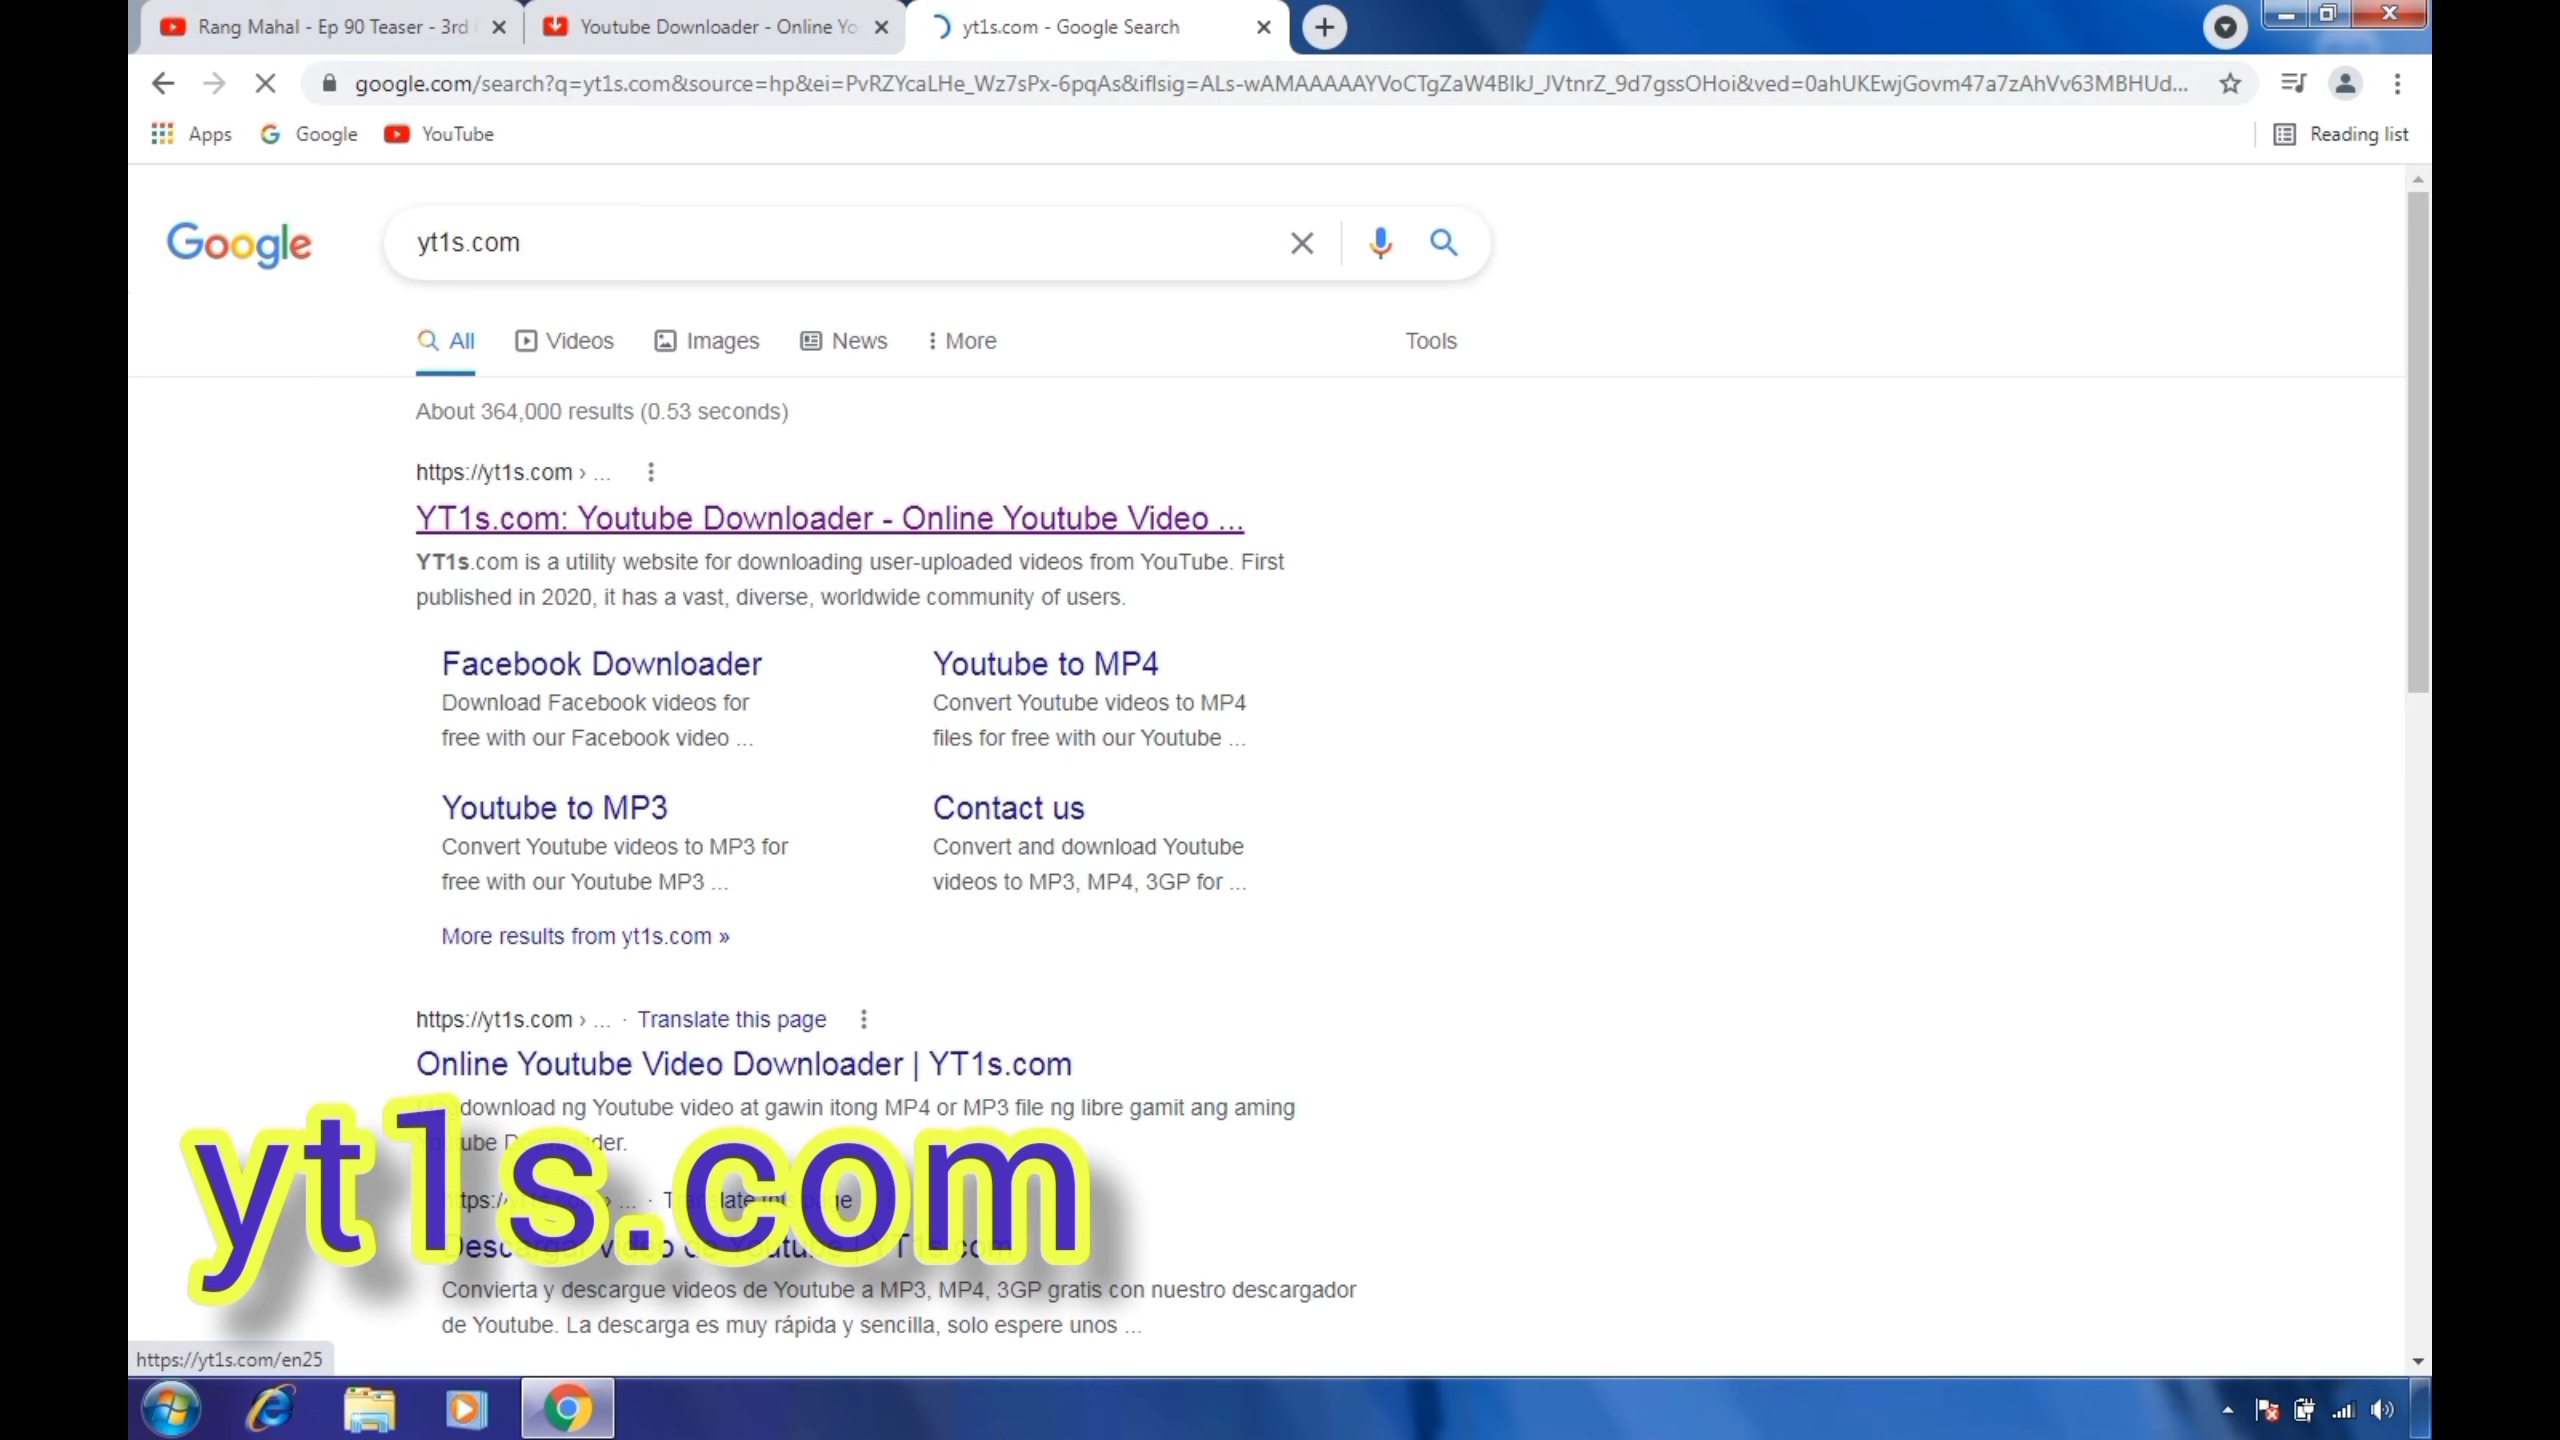 Rang Mahal - Ep 90 Teaser - 3rd
Youtube Downloader - Online Yo
yt1s.com - Google Search
google.com/search?q=yt1s.com&source=hp&ei=PvRZYcaLHe_Wz7sPx-6pqAs&iflsig=ALs-wAMAAAAAYVoCTgZaW4BlkJ_JVtnrZ_9d7gssOHoi&ved=0ahUKEwjGovm47a7zAhVv63MBHUd...
Apps Google YouTube Reading list
Google
yt1s.com
All Videos Images News More Tools
About 364,000 results (0.53 seconds)
https://yt1s.com › ...
YT1s.com: Youtube Downloader - Online Youtube Video ...
YT1s.com is a utility website for downloading user-uploaded videos from YouTube. First
published in 2020, it has a vast, diverse, worldwide community of users.
Facebook Downloader
Download Facebook videos for
free with our Facebook video ...
Youtube to MP4
Convert Youtube videos to MP4
files for free with our Youtube ...
Youtube to MP3
Convert Youtube videos to MP3 for
free with our Youtube MP3 ...
Contact us
Convert and download Youtube
videos to MP3, MP4, 3GP for ...
More results from yt1s.com »
https://yt1s.com › ... · Translate this page
Online Youtube Video Downloader | YT1s.com
ng Youtube video at gawin itong MP4 or MP3 file ng libre gamit ang aming
yt1s.com
Translate this page
Descargar video de Youtube | YT1s.com
Convierta y descargue videos de Youtube a MP3, MP4, 3GP gratis con nuestro descargador
de Youtube. La descarga es muy rápida y sencilla, solo espere unos ...
https://yt1s.com/en25